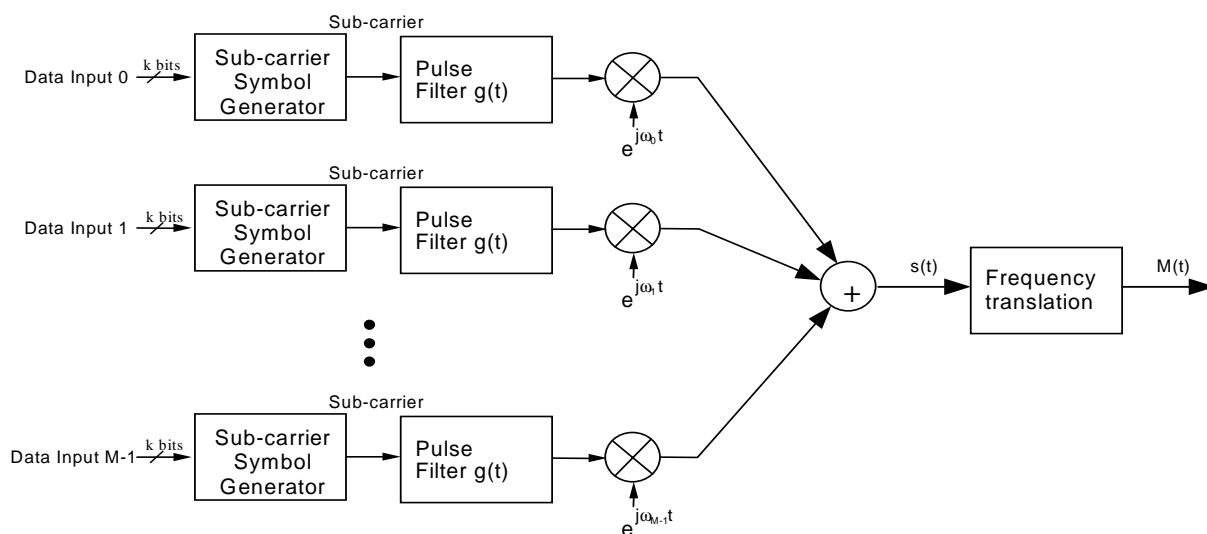 Sub-carrier
Data Input 0
k bits
Sub-carrier
Symbol
Generator
Pulse
Filter g(t)
e^jω₀t
Sub-carrier
Data Input 1
k bits
Sub-carrier
Symbol
Generator
Pulse
Filter g(t)
e^jω₁t
+
s(t)
Frequency
translation
M(t)
Sub-carrier
Data Input M-1
k bits
Sub-carrier
Symbol
Generator
Pulse
Filter g(t)
e^jω_M-1 t